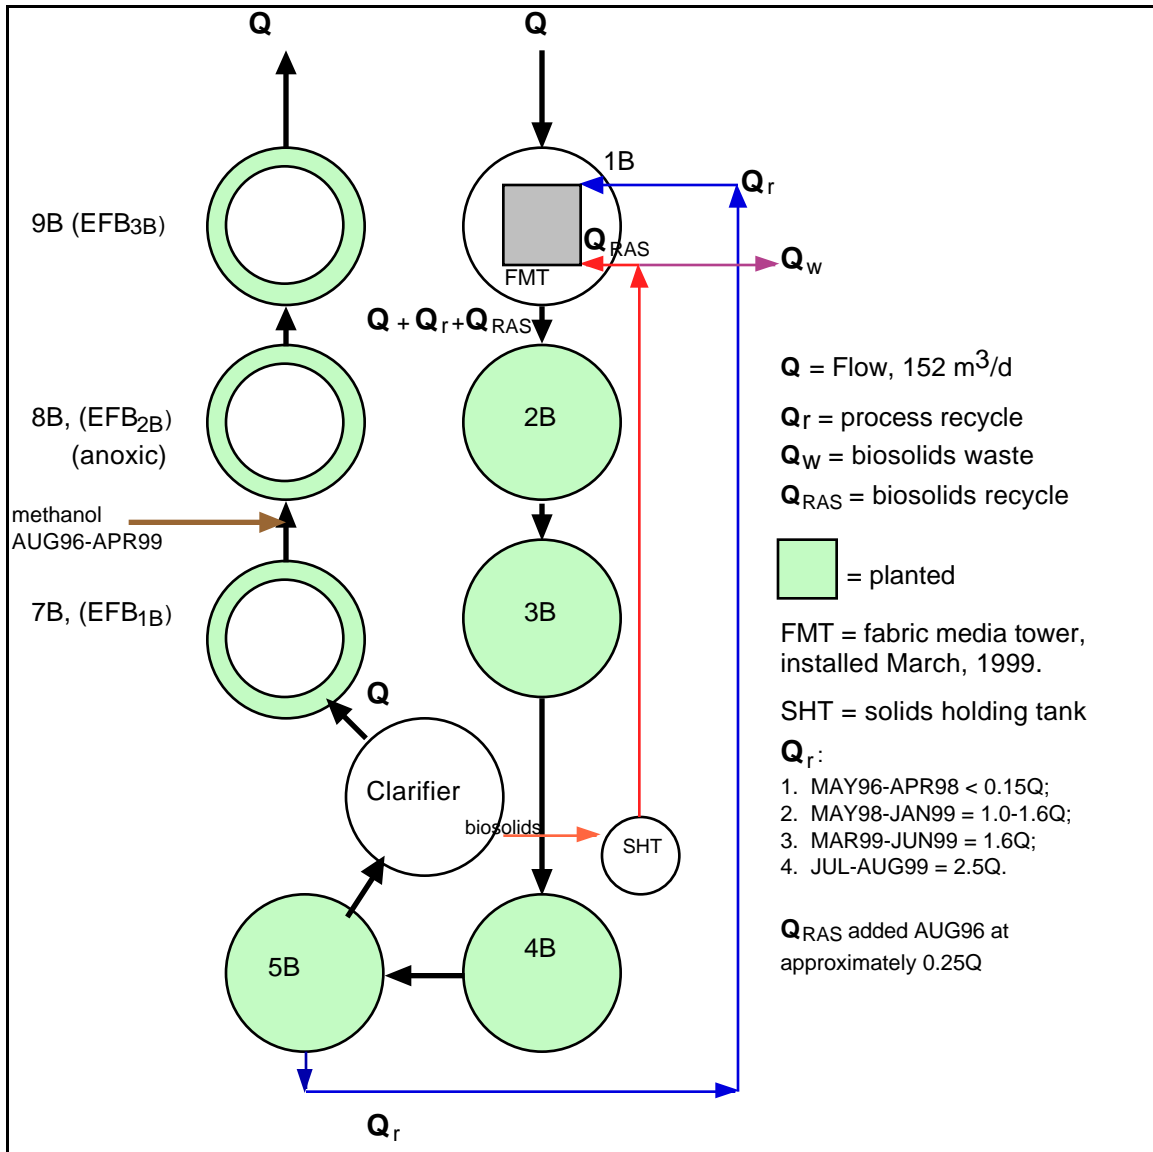 Q
Q
1B
Qr
9B (EFB3B)
QRAS
Qw
FMT
Q + Qr+QRAS
Q = Flow, 152 m3/d
8B, (EFB2B)
(anoxic)
2B
Qr = process recycle
Qw = biosolids waste
QRAS = biosolids recycle
methanol
AUG96-APR99
= planted
7B, (EFB1B)
3B
FMT = fabric media tower,
installed March, 1999.
Q
SHT = solids holding tank
Qr:
Clarifier
1. MAY96-APR98 < 0.15Q;
2. MAY98-JAN99 = 1.0-1.6Q;
3. MAR99-JUN99 = 1.6Q;
4. JUL-AUG99 = 2.5Q.
biosolids
SHT
QRAS added AUG96 at
approximately 0.25Q
5B
4B
Qr